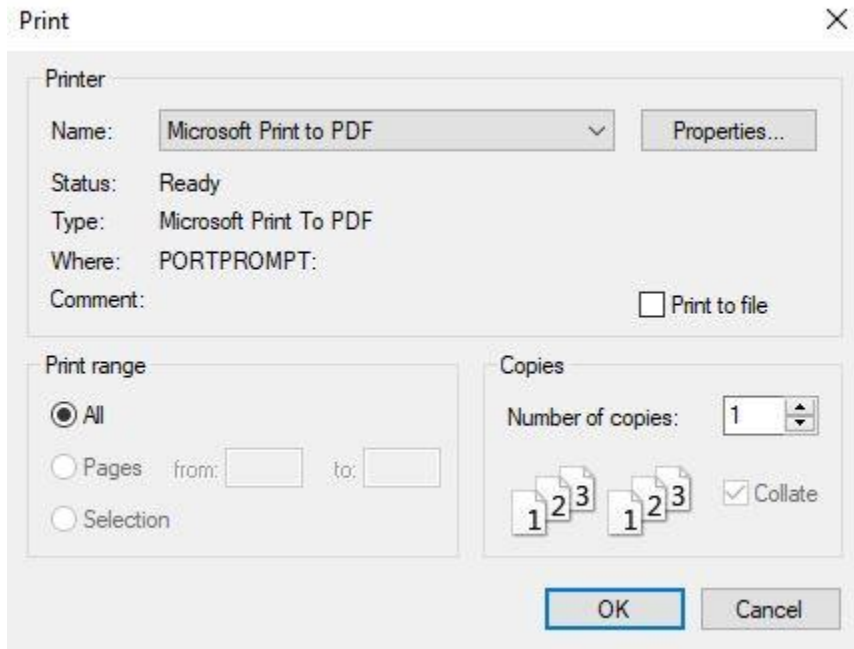 Print
Printer
Name: Microsoft Print to PDF Properties...
Status: Ready
Type: Microsoft Print To PDF
Where: PORTPROMPT:
Comment: Print to file
Print range
All
Pages from: to:
Selection
Copies
Number of copies: 1
1 2 3 1 2 3 Collate
OK Cancel